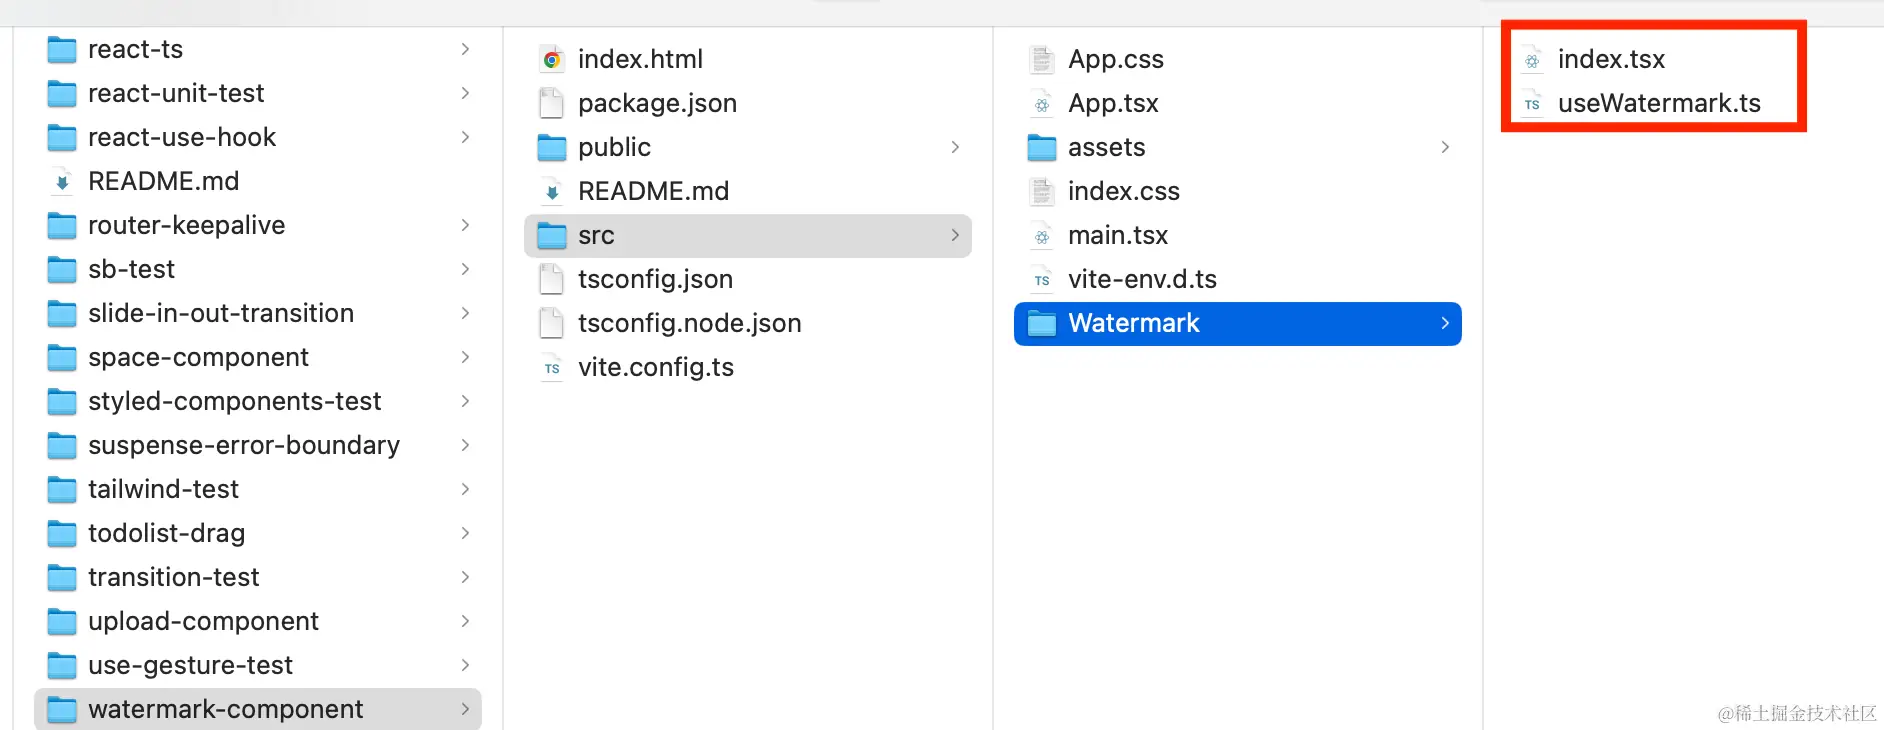 react-ts
react-unit-test
react-use-hook
README.md
router-keepalive
sb-test
slide-in-out-transition
space-component
styled-components-test
suspense-error-boundary
tailwind-test
todolist-drag
transition-test
upload-component
use-gesture-test
watermark-component
index.html
package.json
public
README.md
src
tsconfig.json
tsconfig.node.json
TS vite.config.ts
App.css
App.tsx
assets
index.css
main.tsx
TS vite-env.d.ts
Watermark
index.tsx
TS useWatermark.ts
@稀土掘金技术社区